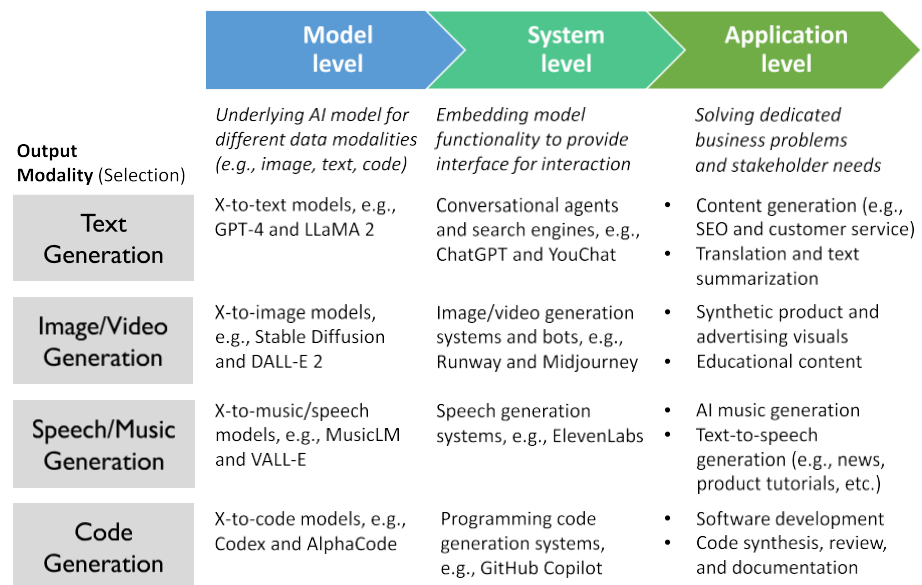 Model
level
System
level
Application
level
Underlying AI model for
different data modalities
(e.g., image, text, code)
Embedding model
functionality to provide
interface for interaction
Solving dedicated
business problems
and stakeholder needs
Output
Modality (Selection)
Text
Generation
X-to-text models, e.g.,
GPT-4 and LLaMA 2
Conversational agents
and search engines, e.g.,
ChatGPT and YouChat
• Content generation (e.g.,
SEO and customer service)
• Translation and text
summarization
Image/Video
Generation
X-to-image models,
e.g., Stable Diffusion
and DALL-E 2
Image/video generation
systems and bots, e.g.,
Runway and Midjourney
• Synthetic product and
advertising visuals
• Educational content
Speech/Music
Generation
X-to-music/speech
models, e.g., MusicLM
and VALL-E
Speech generation
systems, e.g., ElevenLabs
• AI music generation
• Text-to-speech
generation (e.g., news,
product tutorials, etc.)
Code
Generation
X-to-code models, e.g.,
Codex and AlphaCode
Programming code
generation systems,
e.g., GitHub Copilot
• Software development
• Code synthesis, review,
and documentation